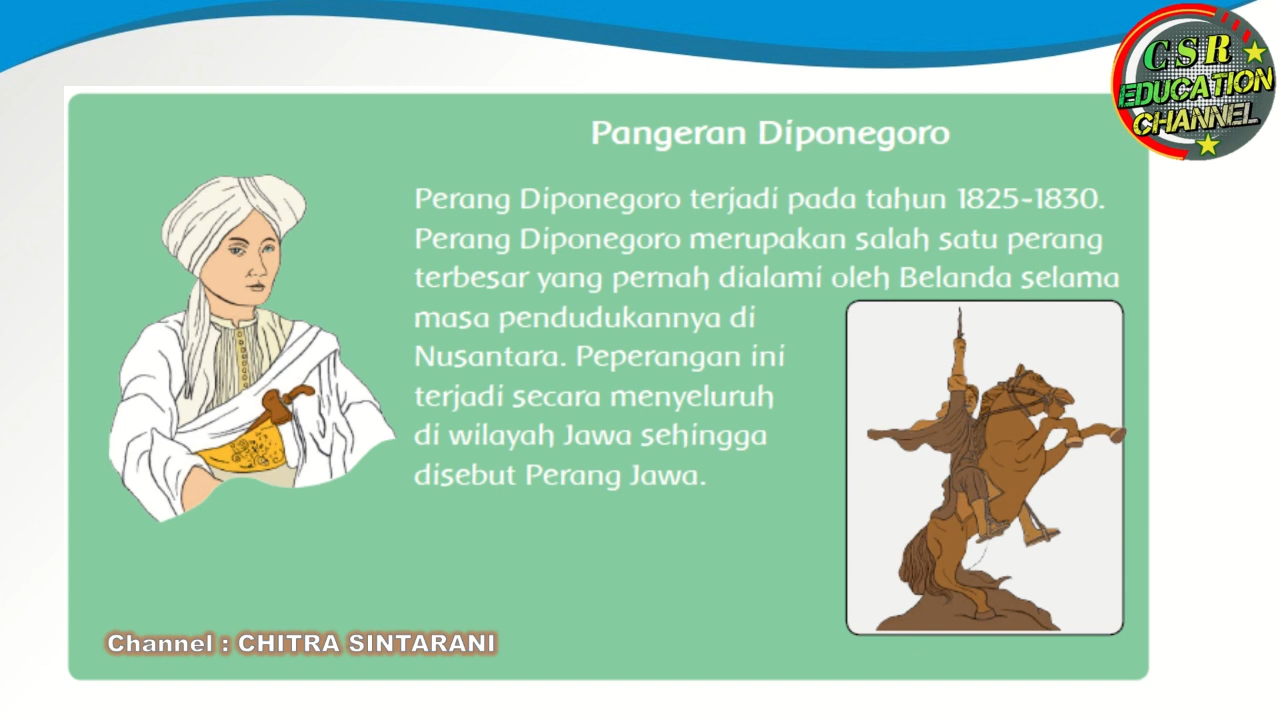 CSR
EDUCATION
CHANNEL
Pangeran Diponegoro
Perang Diponegoro terjadi pada tahun 1825-1830.
Perang Diponegoro merupakan salah satu perang
terbesar yang pernah dialami oleh Belanda selama
masa pendudukannya di
Nusantara. Peperangan ini
terjadi secara menyeluruh
di wilayah Jawa sehingga
disebut Perang Jawa.
Channel : CHITRA SINTARANI